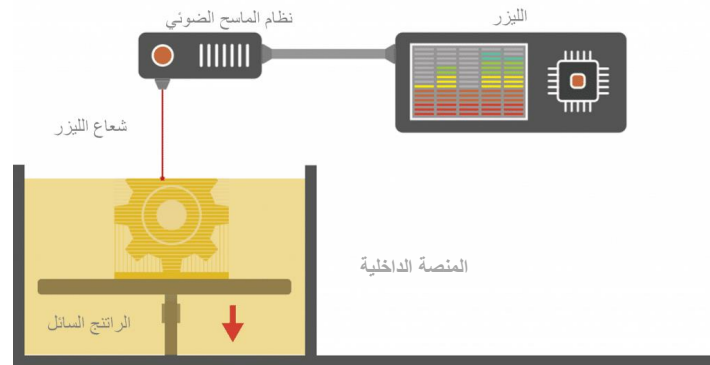 الليزر
نظام الماسح الضوئي
شعاع الليزر
المنصة الداخلية
الراتنج السائل